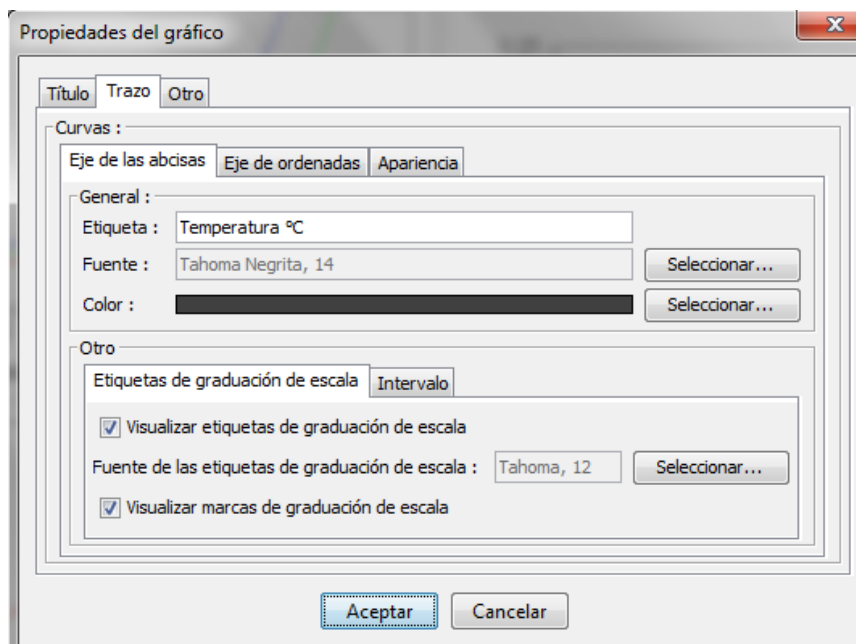 Propiedades del gráfico
Título Trazo Otro
Curvas :
Eje de las abcisas Eje de ordenadas Apariencia
General :
Etiqueta : Temperatura ºC
Fuente : Tahoma Negrita, 14 Seleccionar...
Color : Seleccionar...
Otro
Etiquetas de graduación de escala Intervalo
Visualizar etiquetas de graduación de escala
Fuente de las etiquetas de graduación de escala : Tahoma, 12 Seleccionar...
Visualizar marcas de graduación de escala
Aceptar Cancelar